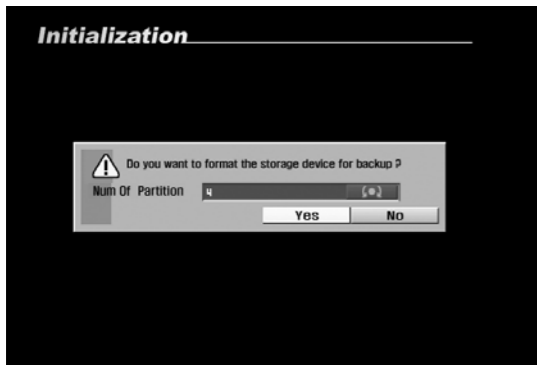 Initialization
Do you want to format the storage device for backup ?
Num Of Partition 4
Yes No